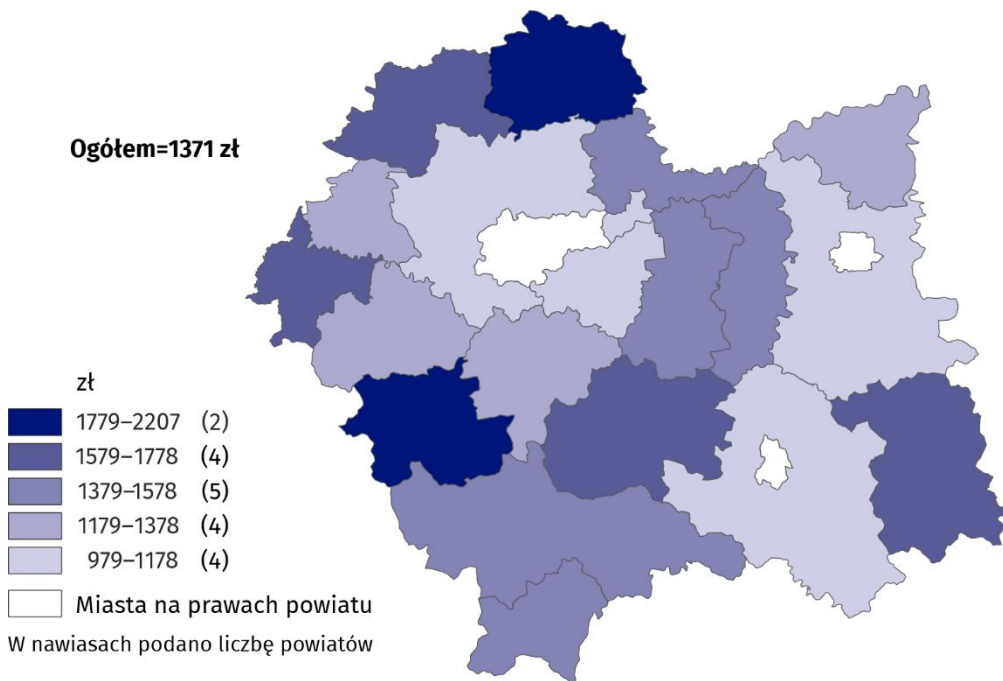 Ogółem=1371 zł
zł
1779–2207 (2)
1579–1778 (4)
1379–1578 (5)
1179–1378 (4)
979–1178 (4)
Miasta na prawach powiatu
W nawiasach podano liczbę powiatów